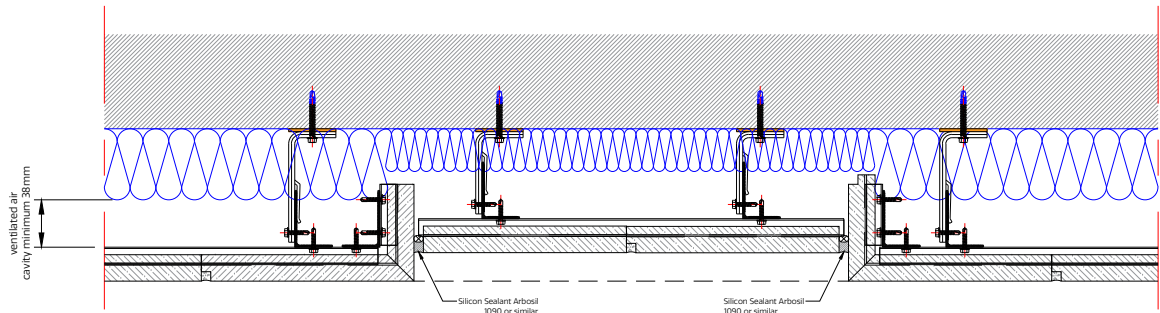 ventilated air
cavity minimum 38mm
Silicon Sealant Arbosil
1090 or similar
Silicon Sealant Arbosil
1090 or similar